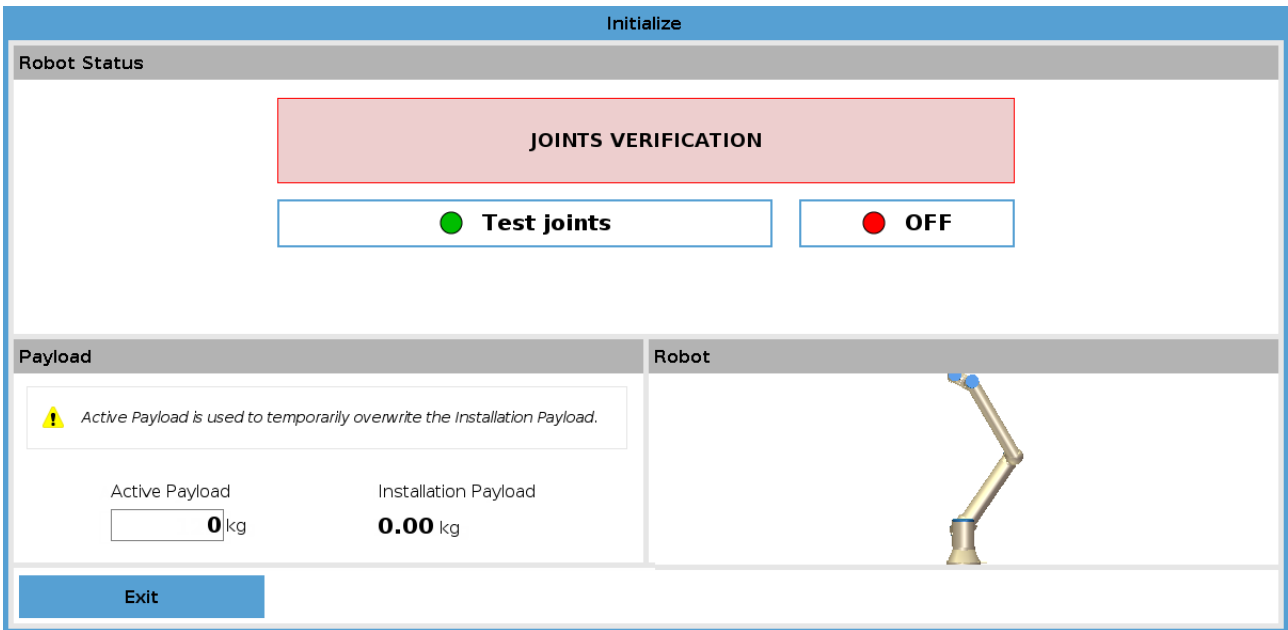 Initialize
Robot Status
JOINTS VERIFICATION
Test joints
OFF
Payload
Robot
Active Payload is used to temporarily overwrite the Installation Payload.
Active Payload
Installation Payload
0 kg
0.00 kg
Exit